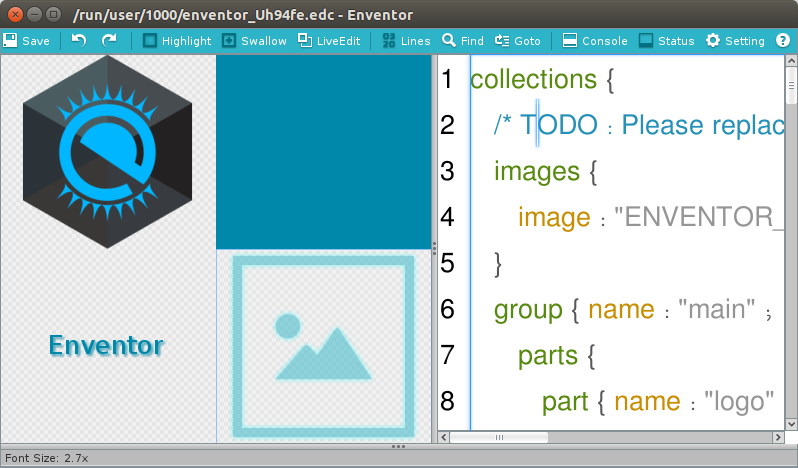 /run/user/1000/enventor_Uh94fe.edc - Enventor
Save Highlight Swallow LiveEdit Lines Find Goto Console Status Setting
Enventor
1 collections {
2 /* TODO : Please replac
3 images {
4 image : "ENVENTOR_
5 }
6 group { name : "main" ;
7 parts {
8 part { name : "logo"
Font Size: 2.7x